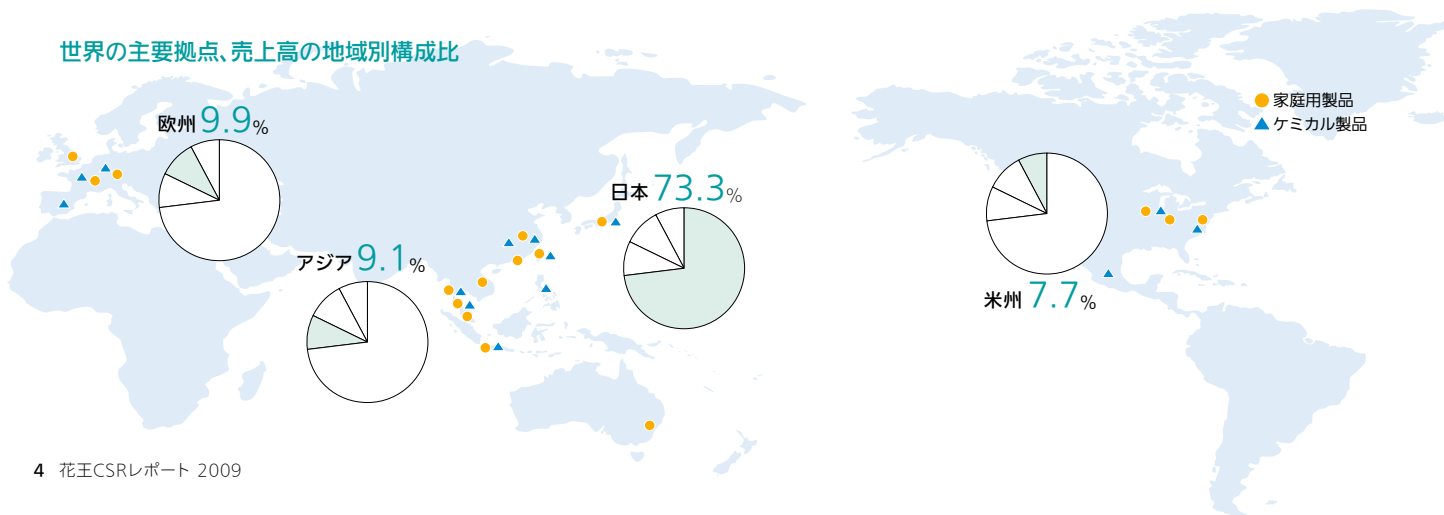 世界の主要拠点、売上高の地域別構成比
欧州 9.9%
アジア 9.1%
日本 73.3%
米州 7.7%
家庭用製品
ケミカル製品
4 花王CSRレポート 2009